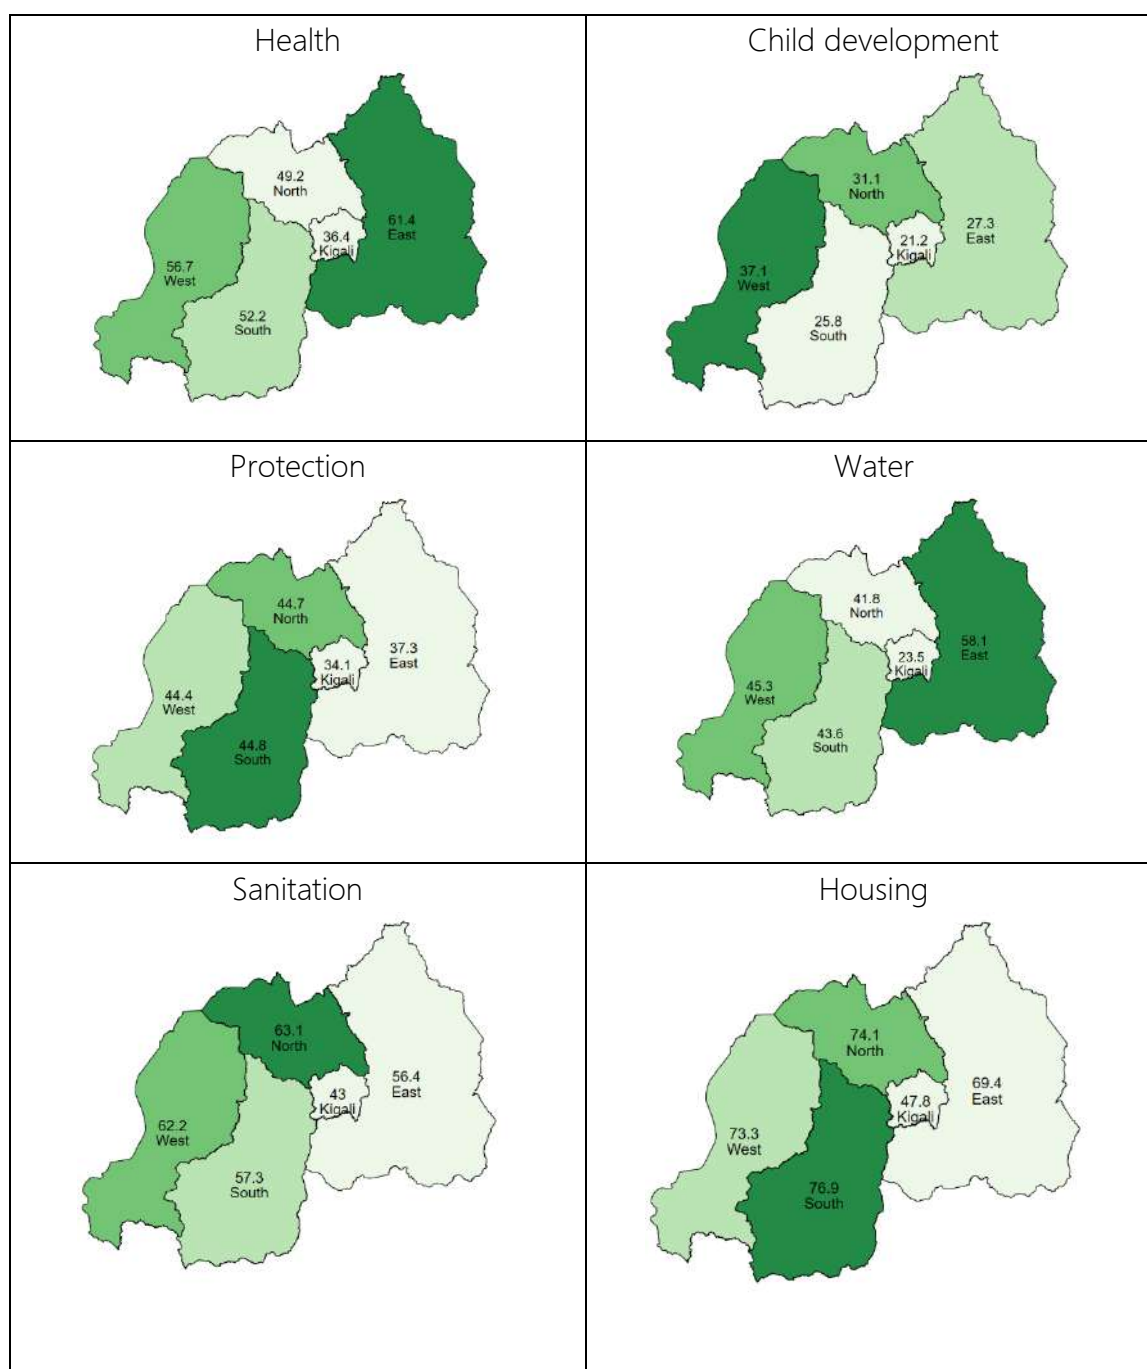 Health
49.2
North
61.4
East
36.4
Kigali
56.7
West
52.2
South
Child development
31.1
North
27.3
East
21.2
Kigali
37.1
West
25.8
South
Protection
44.7
North
37.3
East
34.1
Kigali
44.4
West
44.8
South
Water
41.8
North
58.1
East
23.5
Kigali
45.3
West
43.6
South
Sanitation
63.1
North
56.4
East
43
Kigali
62.2
West
57.3
South
Housing
74.1
North
69.4
East
47.8
Kigali
73.3
West
76.9
South